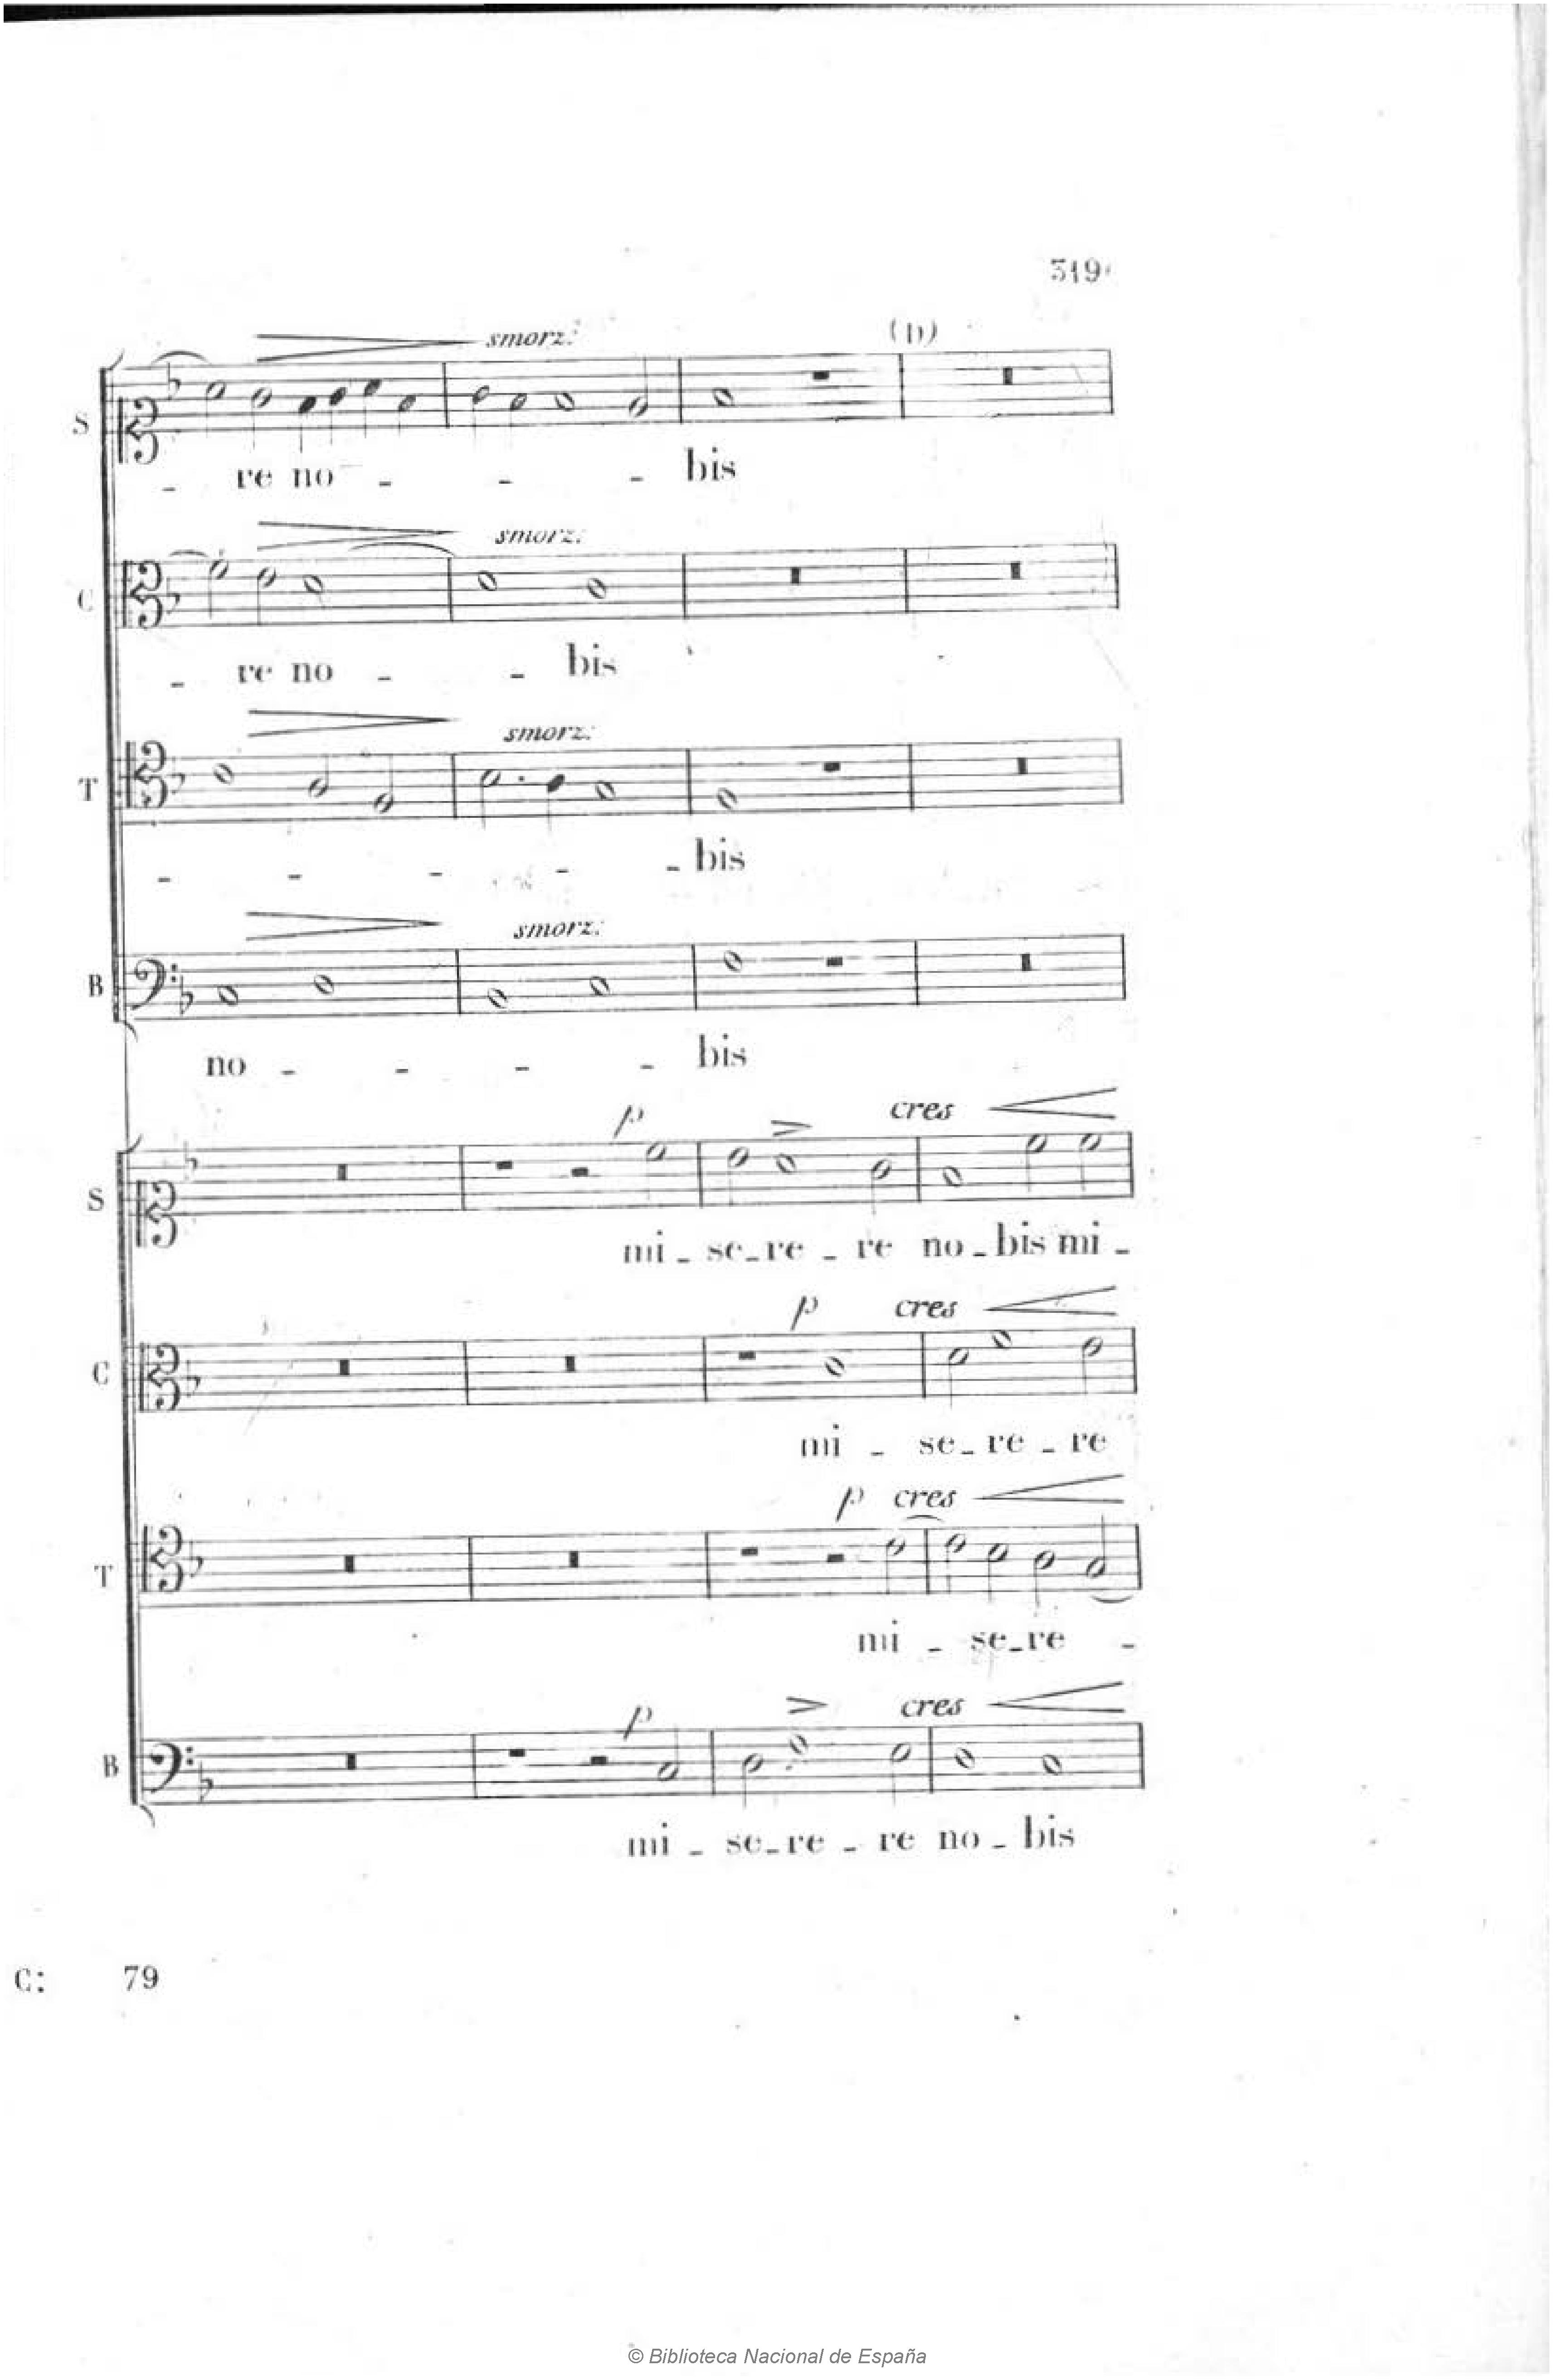 319
smorz: (D)
S
- re no - - - bis
smorz:
C
- re no - - bis
smorz:
T
- - - - - bis
smorz:
B
no - - - - bis
p > cres
S
mi - se-re - re no - bis mi -
p cres
C
mi - se-re - re
p cres
T
mi - se-re -
p > cres
B
mi - se-re - re no - bis
C: 79
© Biblioteca Nacional de España